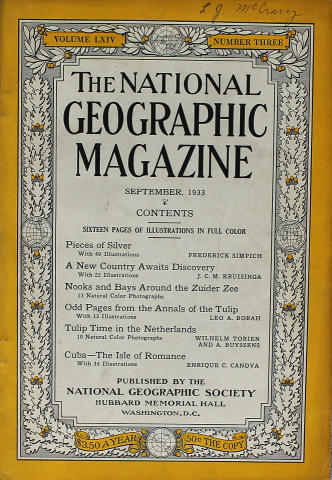 L J McCrary
VOLUME LXIV NUMBER THREE
THE NATIONAL
GEOGRAPHIC
MAGAZINE
SEPTEMBER, 1933
CONTENTS
SIXTEEN PAGES OF ILLUSTRATIONS IN FULL COLOR
Pieces of Silver
With 49 Illustrations FREDERICK SIMPICH
A New Country Awaits Discovery
With 22 Illustrations J. C. M. KRUISINGA
Nooks and Bays Around the Zuider Zee
13 Natural Color Photographs
Odd Pages from the Annals of the Tulip
With 13 Illustrations LEO A. BORAH
Tulip Time in the Netherlands
10 Natural Color Photographs WILHELM TOBIEN
AND A. BUYSSENS
Cuba—The Isle of Romance
With 35 Illustrations ENRIQUE C. CANOVA
PUBLISHED BY THE
NATIONAL GEOGRAPHIC SOCIETY
HUBBARD MEMORIAL HALL
WASHINGTON, D.C.
$3.50 A YEAR 50¢ THE COPY